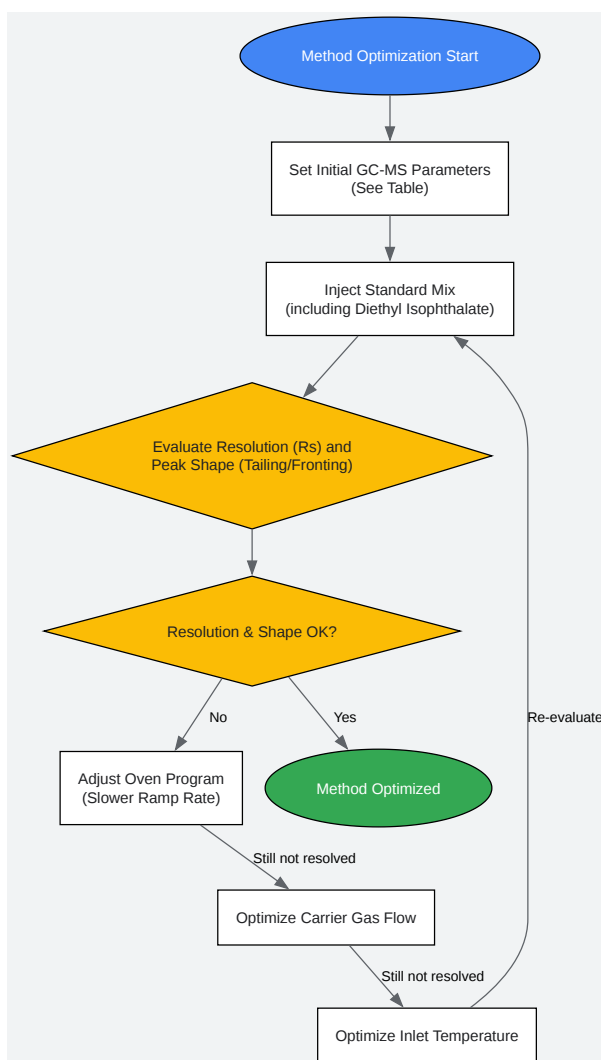 Method Optimization Start
Set Initial GC-MS Parameters
(See Table)
Inject Standard Mix
(including Diethyl Isophthalate)
Evaluate Resolution (Rs) and
Peak Shape (Tailing/Fronting)
Resolution & Shape OK?
No
Yes
Re-evaluate
Adjust Oven Program
(Slower Ramp Rate)
Method Optimized
Still not resolved
Optimize Carrier Gas Flow
Still not resolved
Optimize Inlet Temperature